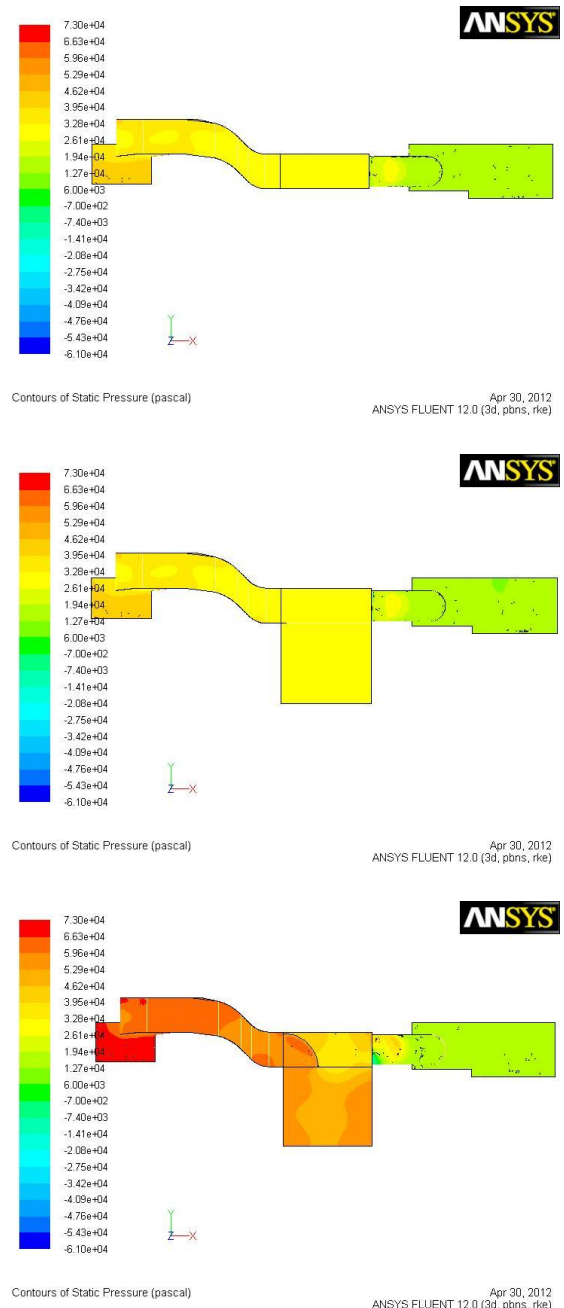 ANSYS
7.30e+04
6.63e+04
5.96e+04
5.29e+04
4.62e+04
3.95e+04
3.28e+04
2.61e+04
1.94e+04
1.27e+04
6.00e+03
-7.00e+02
-7.40e+03
-1.41e+04
-2.08e+04
-2.75e+04
-3.42e+04
-4.09e+04
-4.76e+04
-5.43e+04
-6.10e+04
Y
Z X
Contours of Static Pressure (pascal) Apr 30, 2012
ANSYS FLUENT 12.0 (3d, pbns, rke)
ANSYS
7.30e+04
6.63e+04
5.96e+04
5.29e+04
4.62e+04
3.95e+04
3.28e+04
2.61e+04
1.94e+04
1.27e+04
6.00e+03
-7.00e+02
-7.40e+03
-1.41e+04
-2.08e+04
-2.75e+04
-3.42e+04
-4.09e+04
-4.76e+04
-5.43e+04
-6.10e+04
Y
Z X
Contours of Static Pressure (pascal) Apr 30, 2012
ANSYS FLUENT 12.0 (3d, pbns, rke)
ANSYS
7.30e+04
6.63e+04
5.96e+04
5.29e+04
4.62e+04
3.95e+04
3.28e+04
2.61e+04
1.94e+04
1.27e+04
6.00e+03
-7.00e+02
-7.40e+03
-1.41e+04
-2.08e+04
-2.75e+04
-3.42e+04
-4.09e+04
-4.76e+04
-5.43e+04
-6.10e+04
Y
Z X
Contours of Static Pressure (pascal) Apr 30, 2012
ANSYS FLUENT 12.0 (3d, pbns, rke)